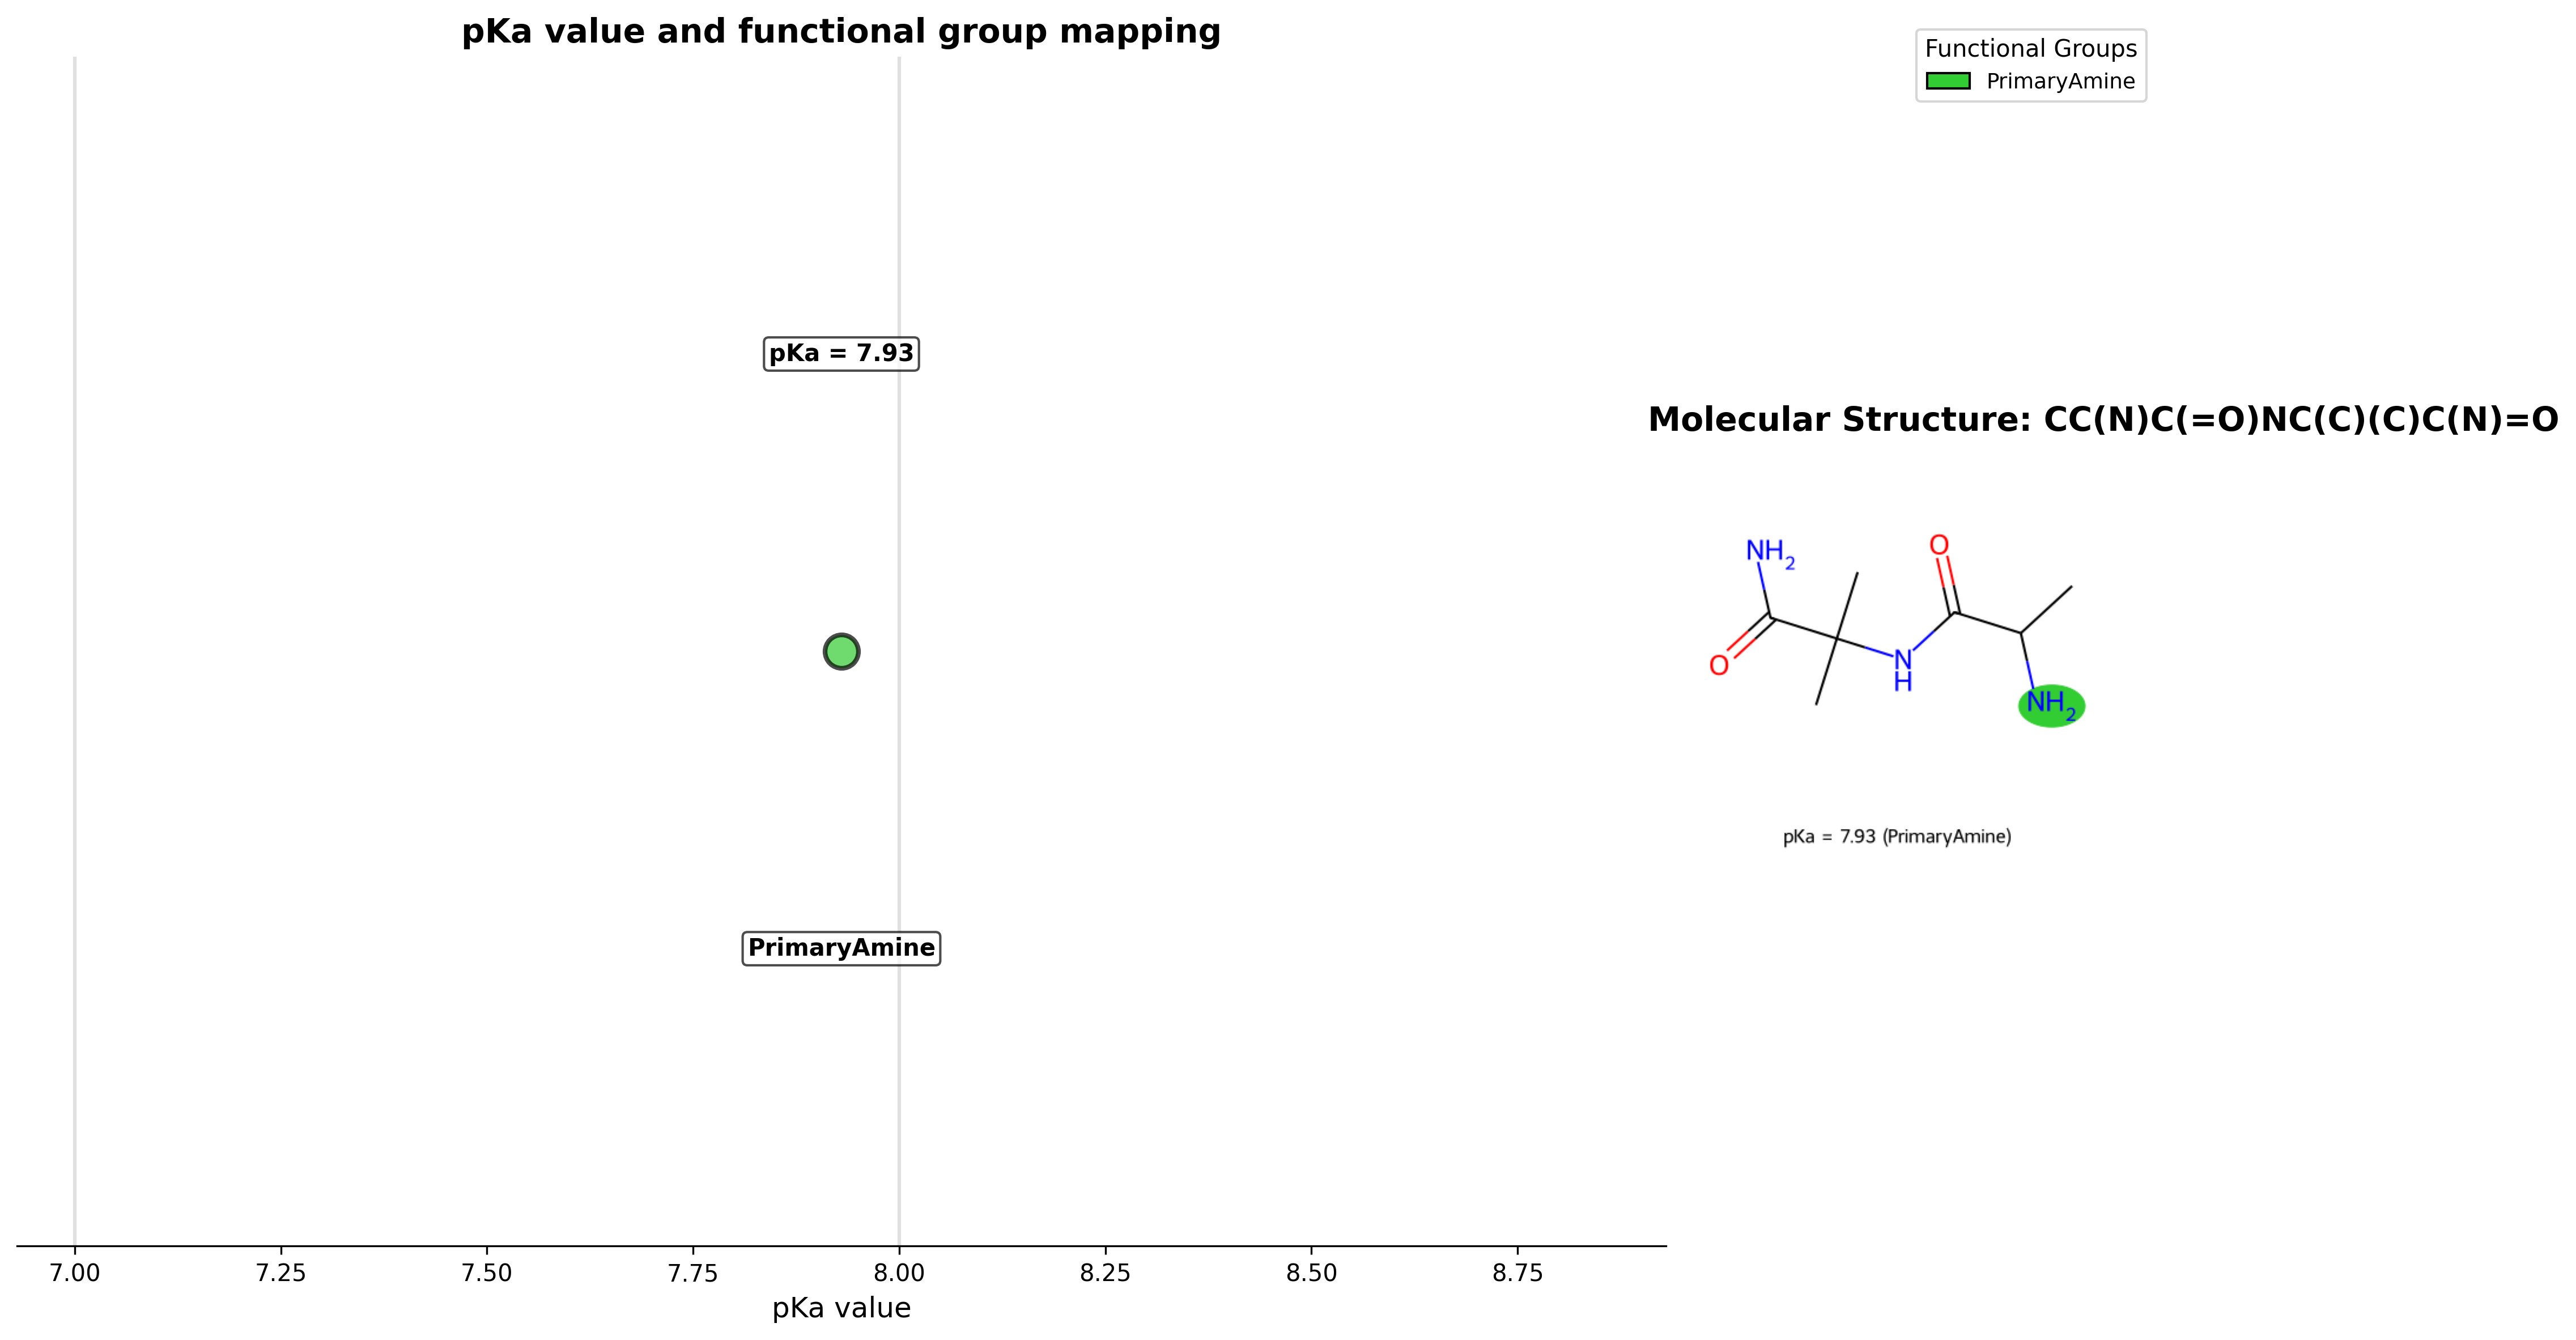 pKa value and functional group mapping
Functional Groups
PrimaryAmine
pKa = 7.93
Molecular Structure: CC(N)C(=O)NC(C)(C)C(N)=O
NH2
O
O
N
H
NH2
pKa = 7.93 (PrimaryAmine)
PrimaryAmine
7.00 7.25 7.50 7.75 8.00 8.25 8.50 8.75
pKa value